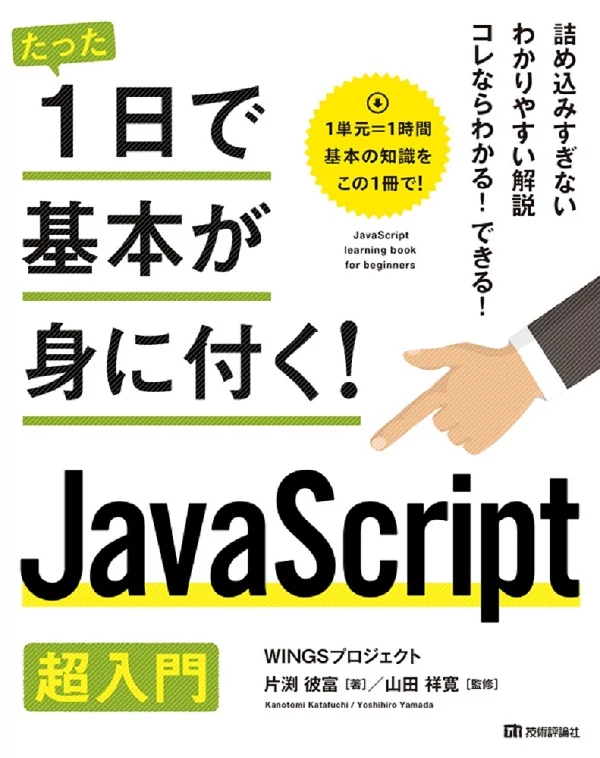 たった
1日で
基本が
身に付く!
1単元＝1時間
基本の知識を
この1冊で!
JavaScript
learning book
for beginners
詰め込みすぎない
わかりやすい解説
コレならわかる!できる!
JavaScript
超入門
WINGSプロジェクト
片渕 彼富［著］／山田 祥寛［監修］
Kanotomi Katafuchi / Yoshihiro Yamada
技術評論社